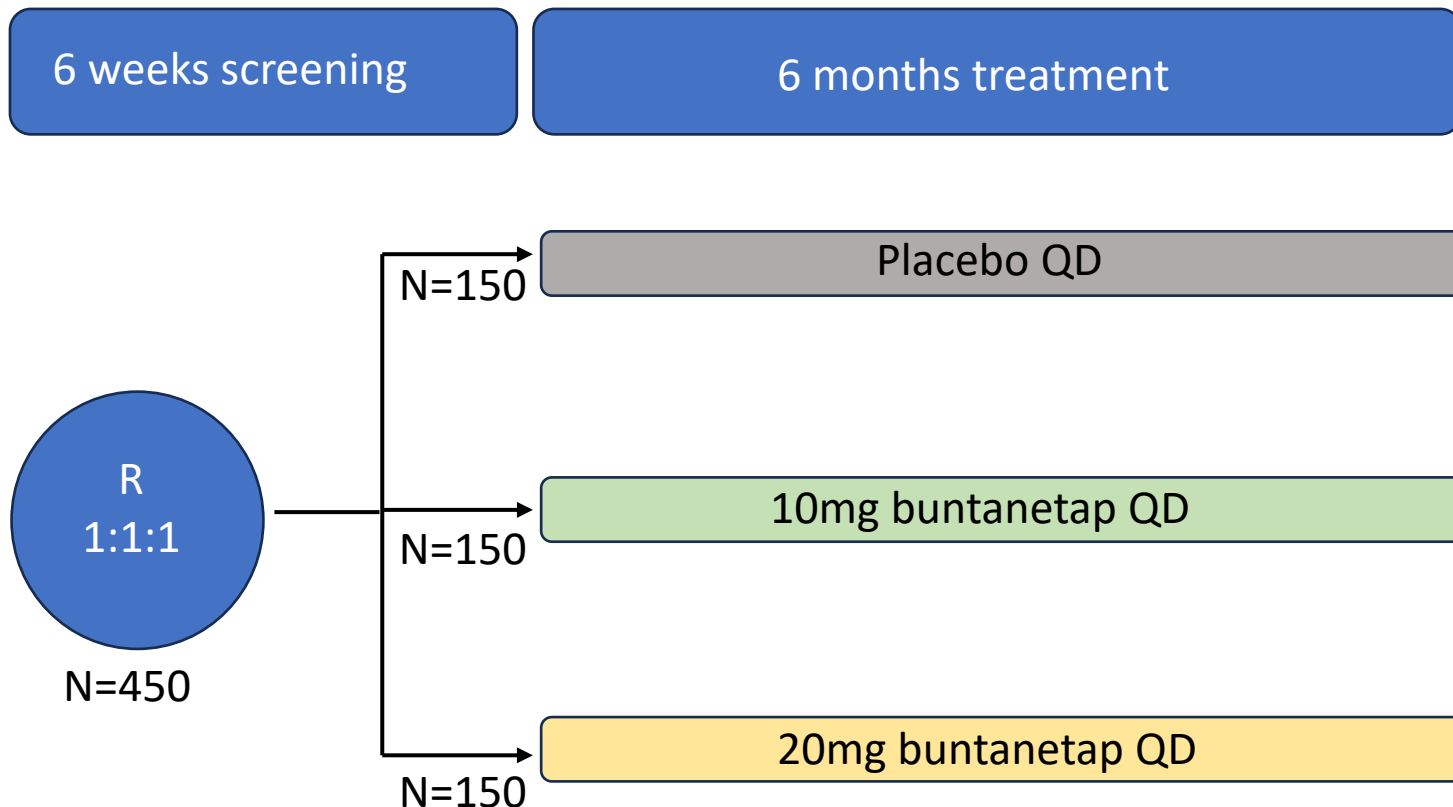 6 weeks screening
6 months treatment
Placebo QD
N=150
R
1:1:1
N=450
10mg buntanetap QD
N=150
20mg buntanetap QD
N=150